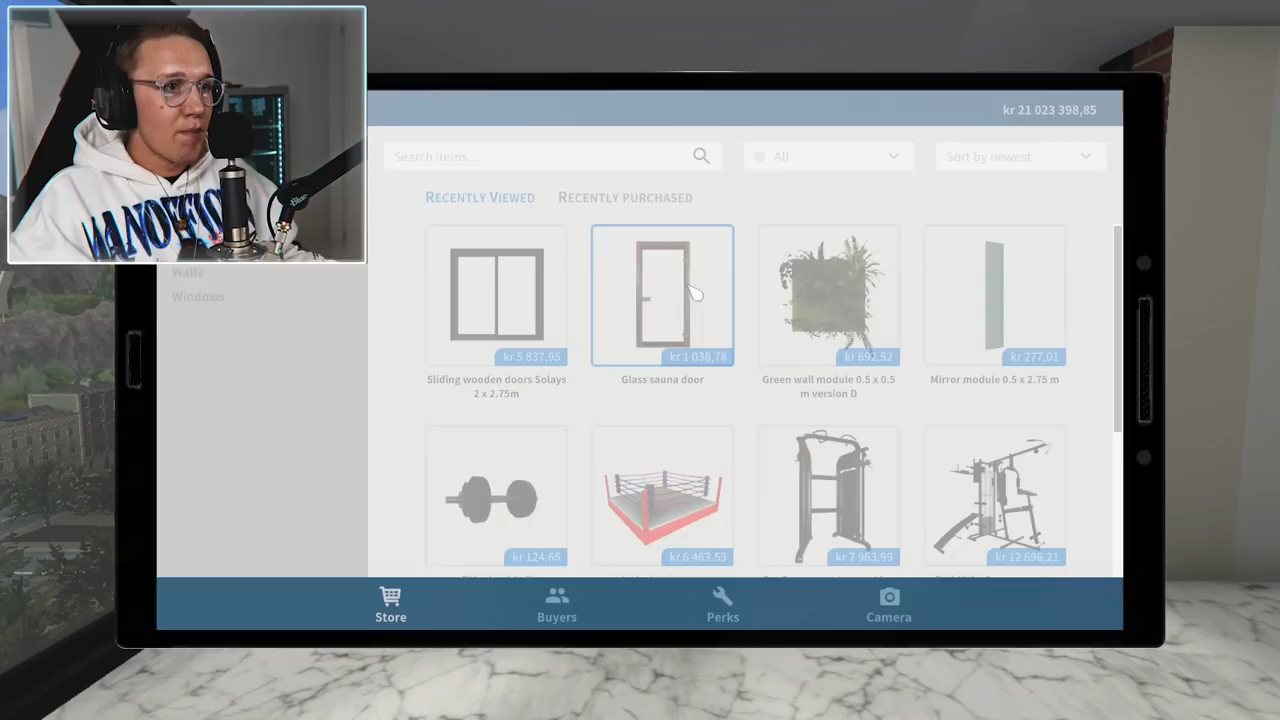 kr 21 023 398,85
Search items....
All
Sort by newest
RECENTLY VIEWED
RECENTLY PURCHASED
Walls
Windows
kr 5 837,95
kr 1 038,78
kr 692,52
kr 277,01
Sliding wooden doors Solays
2 x 2.75m
Glass sauna door
Green wall module 0.5 x 0.5
m version D
Mirror module 0.5 x 2.75 m
kr 124,65
kr 6 463,53
kr 7 963,99
kr 12 696,21
Store
Buyers
Perks
Camera